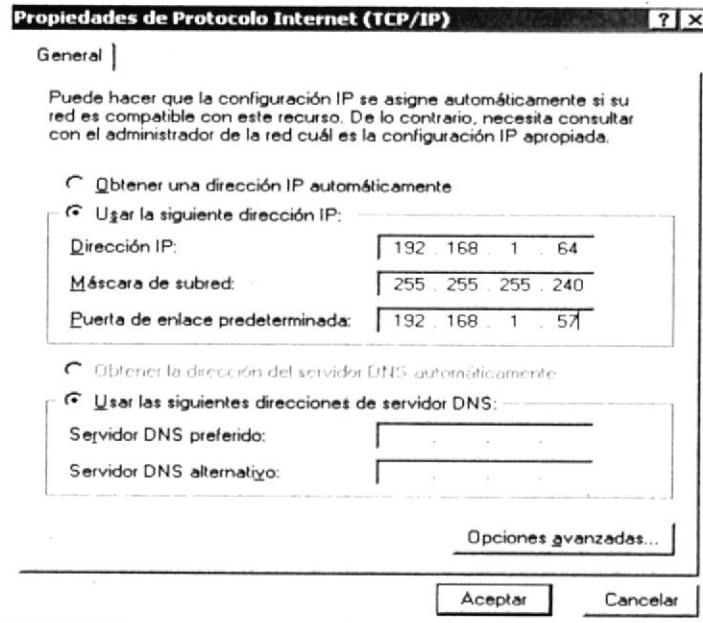 Propiedades de Protocolo Internet (TCP/IP)
General
Puede hacer que la configuración IP se asigne automáticamente si su
red es compatible con este recurso. De lo contrario, necesita consultar
con el administrador de la red cuál es la configuración IP apropiada.
Obtener una dirección IP automáticamente
Usar la siguiente dirección IP:
Dirección IP: 192 . 168 . 1 . 64
Máscara de subred: 255 . 255 . 255 . 240
Puerta de enlace predeterminada: 192 . 168 . 1 . 57
Obtener la dirección del servidor DNS automáticamente
Usar las siguientes direcciones de servidor DNS:
Servidor DNS preferido:
Servidor DNS alternativo:
Opciones avanzadas...
Aceptar Cancelar